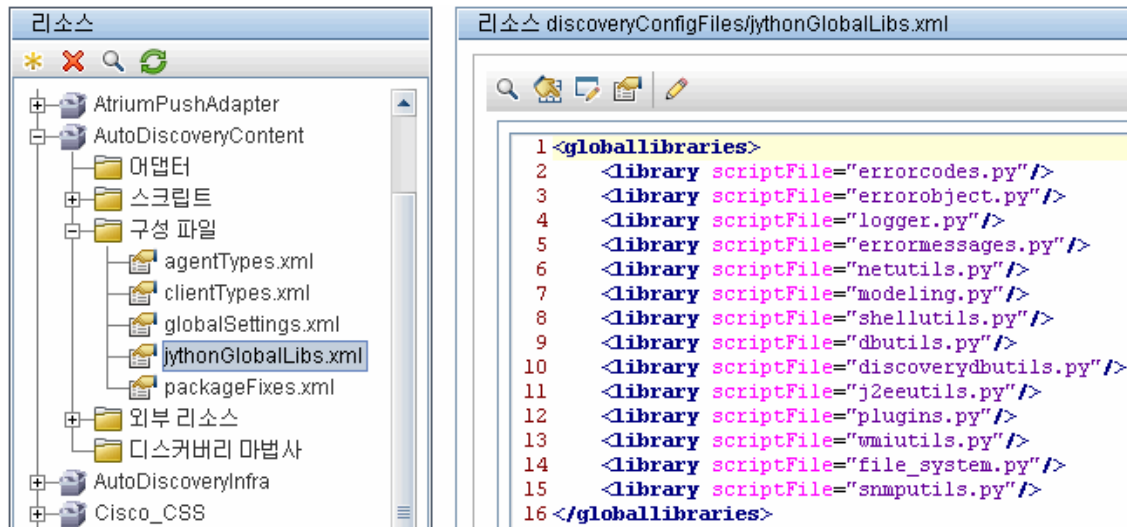 리소스
AtriumPushAdapter
AutoDiscoveryContent
어댑터
스크립트
구성 파일
agentTypes.xml
clientTypes.xml
globalSettings.xml
jythonGlobalLibs.xml
packageFixes.xml
외부 리소스
디스커버리 마법사
AutoDiscoveryInfra
Cisco_CSS
리소스 discoveryConfigFiles/jythonGlobalLibs.xml
1 <globallibraries>
2 <library scriptFile="errorcodes.py"/>
3 <library scriptFile="errorobject.py"/>
4 <library scriptFile="logger.py"/>
5 <library scriptFile="errormessages.py"/>
6 <library scriptFile="netutils.py"/>
7 <library scriptFile="modeling.py"/>
8 <library scriptFile="shellutils.py"/>
9 <library scriptFile="dbutils.py"/>
10 <library scriptFile="discoverydbutils.py"/>
11 <library scriptFile="j2eeutils.py"/>
12 <library scriptFile="plugins.py"/>
13 <library scriptFile="wmiutils.py"/>
14 <library scriptFile="file_system.py"/>
15 <library scriptFile="snmputils.py"/>
16 </globallibraries>